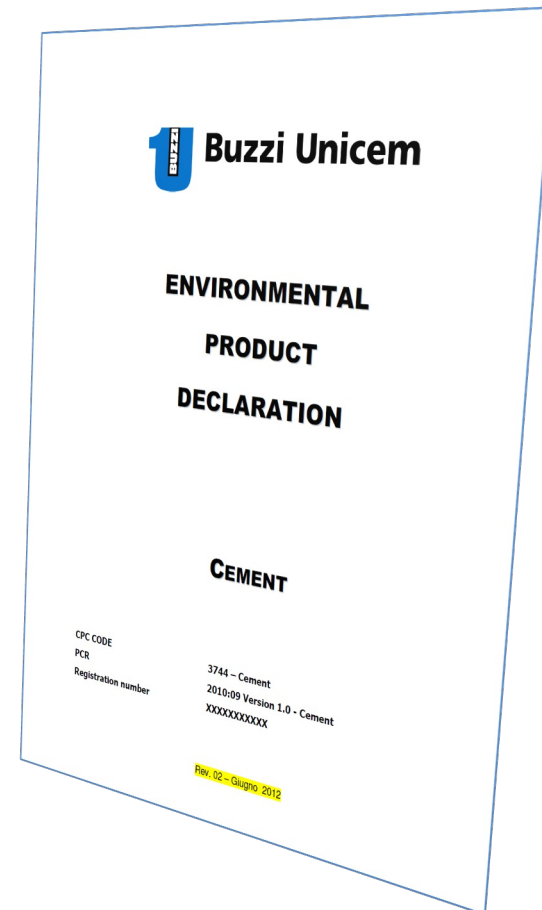 BUZZI
Buzzi Unicem
ENVIRONMENTAL
PRODUCT
DECLARATION
CEMENT
CPC CODE 3744 – Cement
PCR 2010:09 Version 1.0 - Cement
Registration number XXXXXXXXXXX
Rev. 02 – Giugno 2012